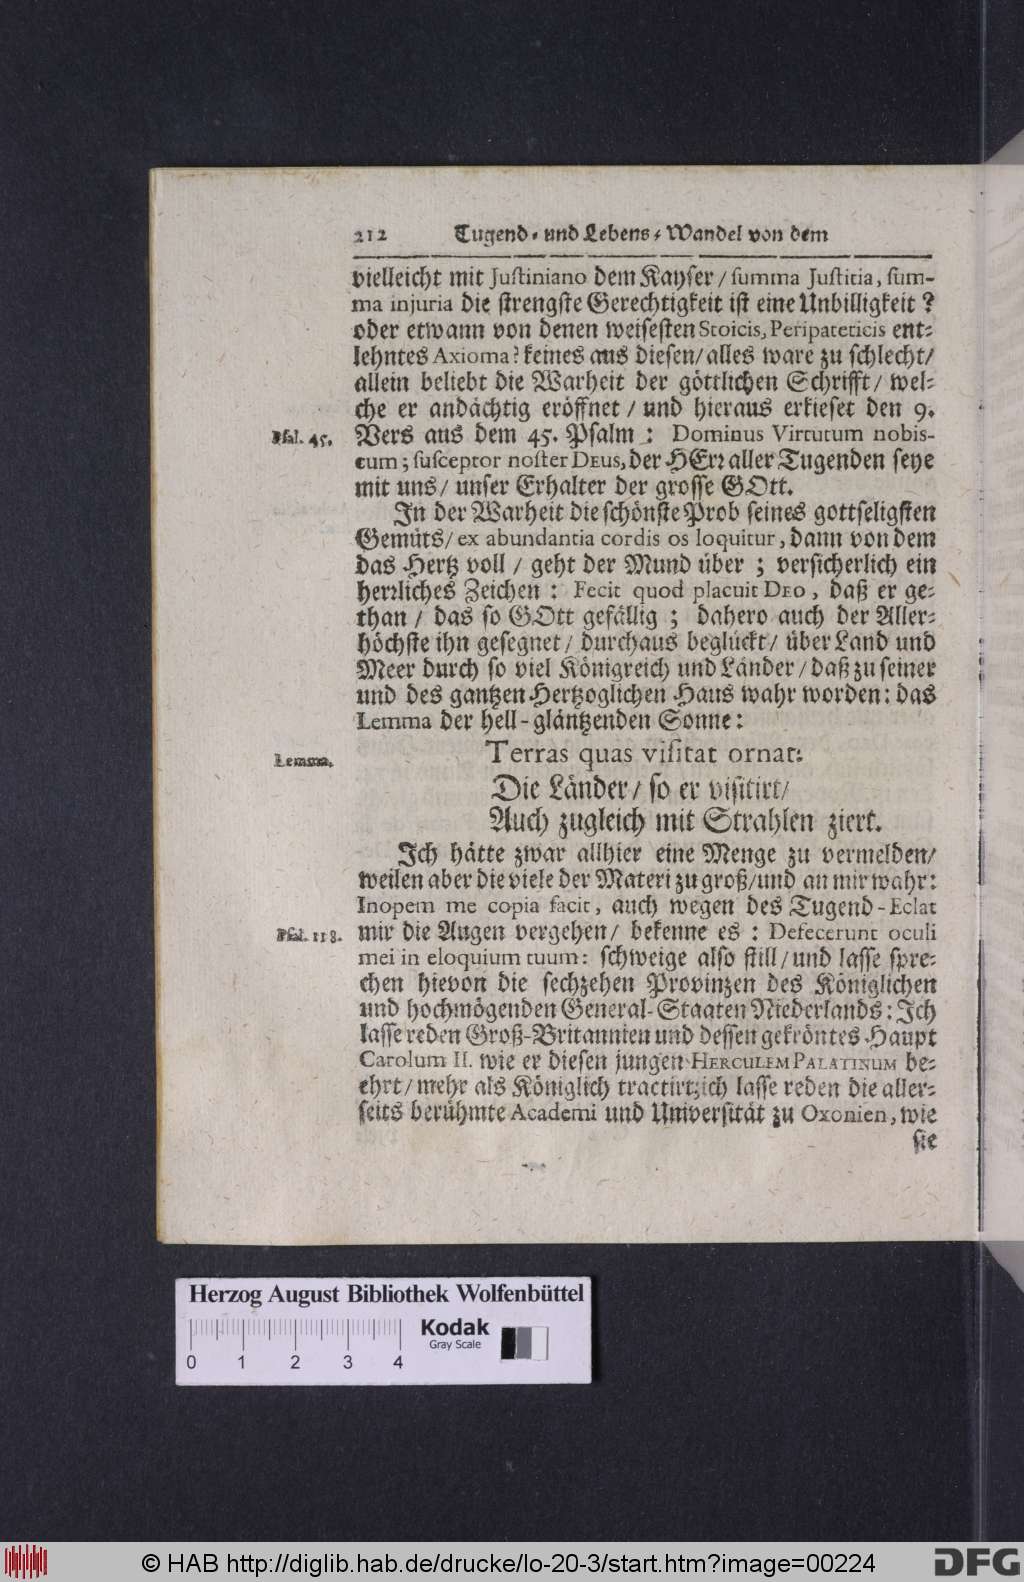 212 Tugend- und Lebens-Wandel von dem
vielleicht mit Justiniano dem Kayser / summa Justitia, sum-
ma injuria die strengste Gerechtigkeit ist eine Unbilligkeit?
oder etwann von denen weisesten Stoicis, Peripateticis ent-
lehntes Axioma? keines aus diesen / alles ware zu schlecht /
allein beliebt die Warheit der göttlichen Schrifft / wel-
che er andächtig eröffnet / und hieraus erkieset den 9.
Psal. 45. Vers aus dem 45. Psalm: Dominus Virtutum nobis-
cum; susceptor noster DEUS, der HErr aller Tugenden seye
mit uns / unser Erhalter der grosse GOtt.
In der Warheit die schönste Prob seines gottseligsten
Gemüts / ex abundantia cordis os loquitur, dann von dem
das Hertz voll / geht der Mund über; versicherlich ein
herrliches Zeichen: Fecit quod placuit DEO, daß er ge-
than / das so GOtt gefällig; dahero auch der Aller-
höchste ihn gesegnet / durchaus beglückt / über Land und
Meer durch so viel Königreich und Länder / daß zu seiner
und des gantzen Hertzoglichen Haus wahr worden: das
Lemma der hell-gläntzenden Sonne:
Lemma. Terras quas visitat ornat:
Die Länder / so er visitirt /
Auch zugleich mit Strahlen ziert.
Ich hätte zwar allhier eine Menge zu vermelden /
weilen aber die viele der Materi zu groß / und an mir wahr:
Inopem me copia facit, auch wegen des Tugend-Eclat
Psal. 118. mir die Augen vergehen / bekenne es: Defecerunt oculi
mei in eloquium tuum: schweige also still / und lasse spre-
chen hievon die sechzehen Provinzen des Königlichen
und hochmögenden General-Staaten Niederlands: Ich
lasse reden Groß-Britannien und dessen gekröntes Haupt
Carolum II. wie er diesen jungen HERCULEM PALATINUM be-
ehrt / mehr als Königlich tractirt; ich lasse reden die aller-
seits berühmte Academi und Universität zu Oxonien, wie
sie
Herzog August Bibliothek Wolfenbüttel
Kodak
Gray Scale
0 1 2 3 4
© HAB http://diglib.hab.de/drucke/lo-20-3/start.htm?image=00224
DFG